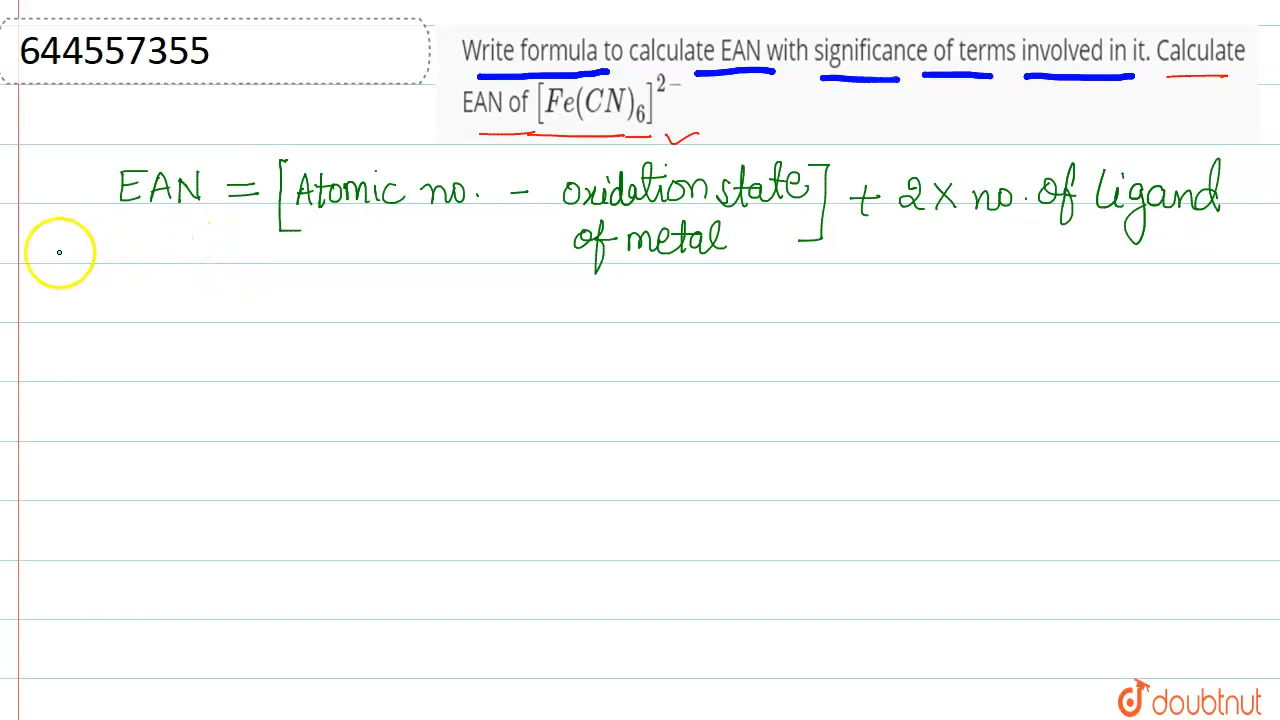 644557355
Write formula to calculate EAN with significance of terms involved in it. Calculate
EAN of [Fe(CN)₆]²⁻
EAN = [Atomic no. - oxidation state of metal] + 2 x no. of ligand
doubtnut